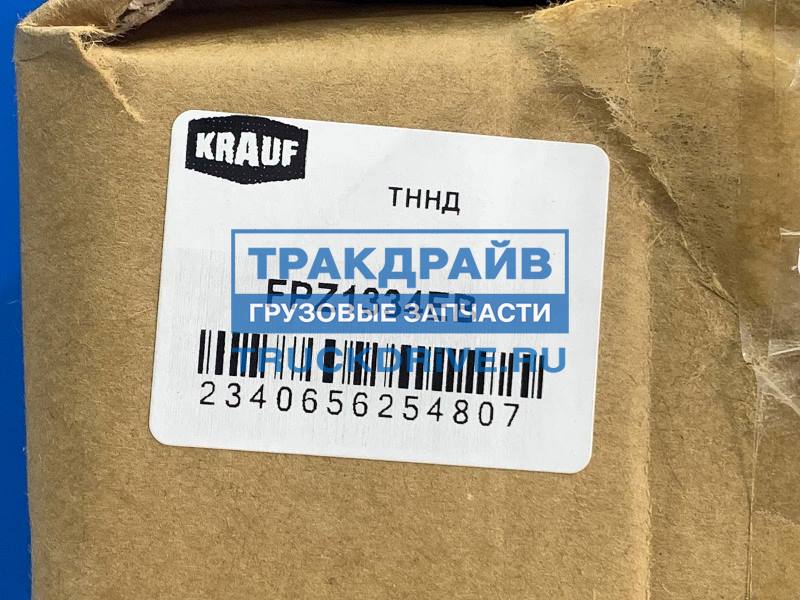 KRAUF
ТННД
ТРАКДРАЙВ
ГРУЗОВЫЕ ЗАПЧАСТИ
TRUCKDRIVE.RU
2340656254807